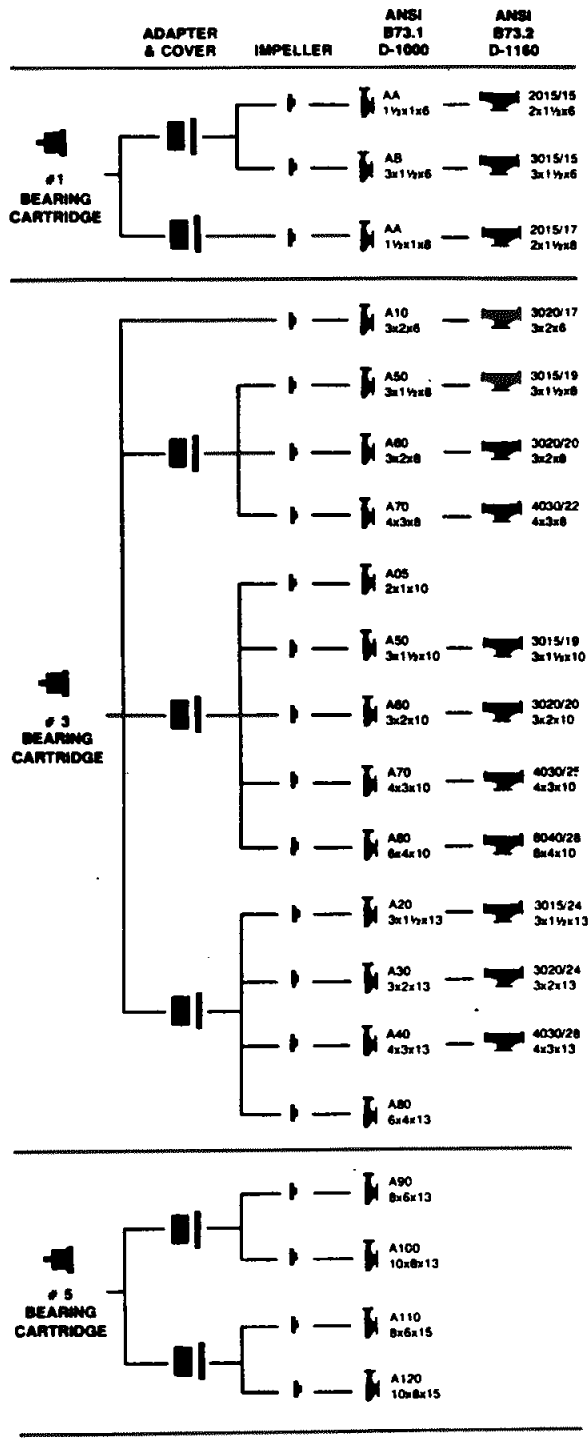 ADAPTER & COVER
IMPELLER
ANSI B73.1 D-1000
ANSI B73.2 D-1160
#1 BEARING CARTRIDGE
AA 1½x1x6
2015/15 2x1½x6
AB 3x1½x6
3015/15 3x1½x6
AA 1½x1x8
2015/17 2x1½x8
# 3 BEARING CARTRIDGE
A10 3x2x6
3020/17 3x2x6
A50 3x1½x8
3015/19 3x1½x8
A60 3x2x8
3020/20 3x2x8
A70 4x3x8
4030/22 4x3x8
A05 2x1x10
A50 3x1½x10
3015/19 3x1½x10
A60 3x2x10
3020/20 3x2x10
A70 4x3x10
4030/25 4x3x10
A80 6x4x10
6040/28 6x4x10
A20 3x1½x13
3015/24 3x1½x13
A30 3x2x13
3020/24 3x2x13
A40 4x3x13
4030/28 4x3x13
A80 6x4x13
# 5 BEARING CARTRIDGE
A90 8x6x13
A100 10x8x13
A110 8x6x15
A120 10x8x15